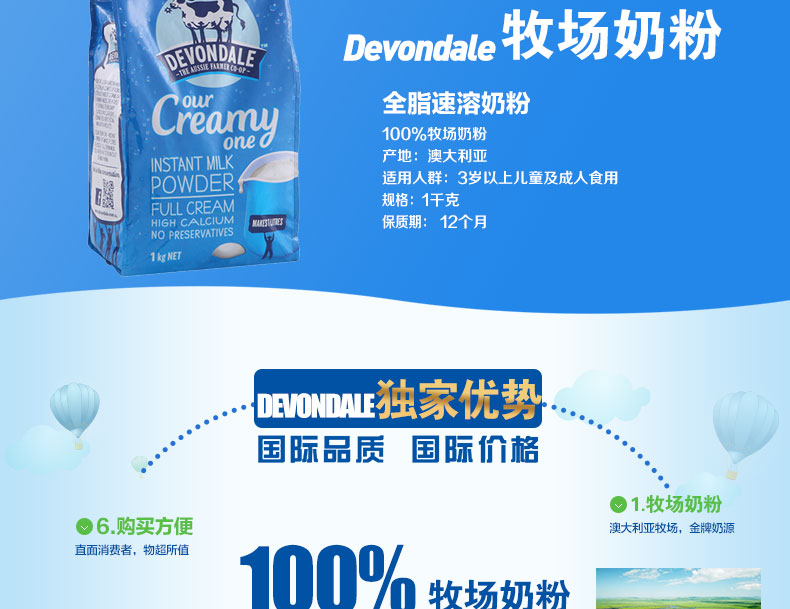 DEVONDALE
-THE AUSSIE FARMER CO-OP-
our
Creamy
one
INSTANT MILK
POWDER
FULL CREAM
HIGH CALCIUM
NO PRESERVATIVES
1 kg NET
Devondale 牧场奶粉
全脂速溶奶粉
100%牧场奶粉
产地：澳大利亚
适用人群：3岁以上儿童及成人食用
规格：1千克
保质期： 12个月
DEVONDALE独家优势
国际品质 国际价格
1.牧场奶粉
澳大利亚牧场，金牌奶源
6.购买方便
直面消费者，物超所值
100% 牧场奶粉